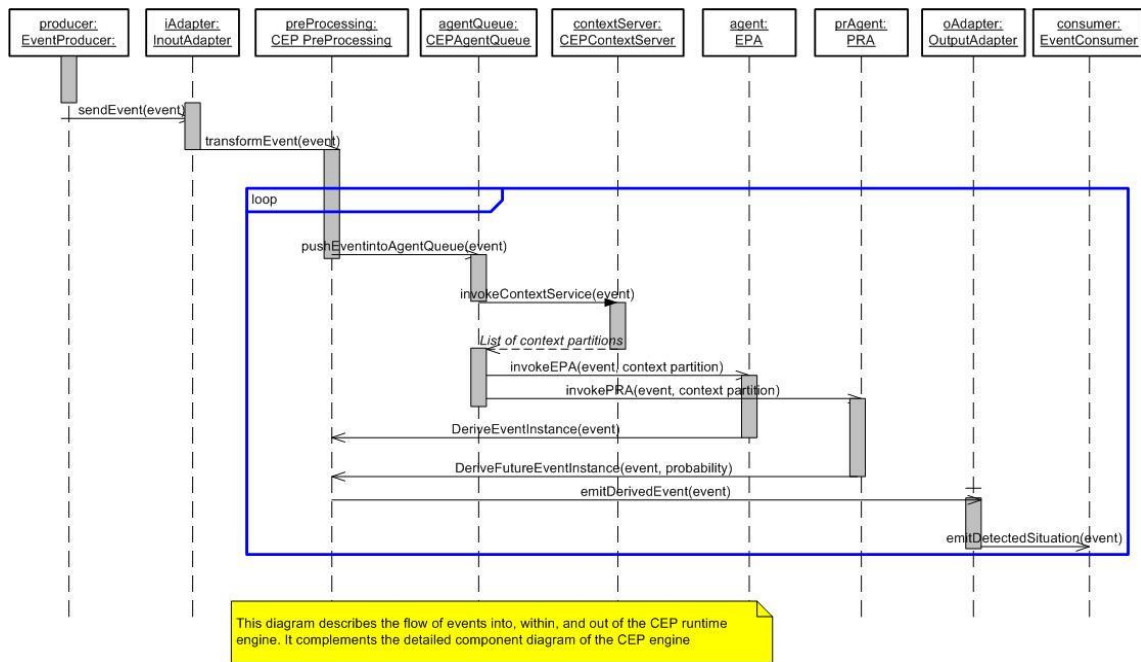 producer:
EventProducer:
iAdapter:
InoutAdapter
preProcessing:
CEP PreProcessing
agentQueue:
CEPAgentQueue
contextServer:
CEPContextServer
agent:
EPA
prAgent:
PRA
oAdapter:
OutputAdapter
consumer:
EventConsumer
sendEvent(event)
transformEvent(event)
loop
pushEventintoAgentQueue(event)
invokeContextService(event)
List of context partitions
invokeEPA(event, context partition)
invokePRA(event, context partition)
DeriveEventInstance(event)
DeriveFutureEventInstance(event, probability)
emitDerivedEvent(event)
emitDetectedSituation(event)
This diagram describes the flow of events into, within, and out of the CEP runtime
engine. It complements the detailed component diagram of the CEP engine